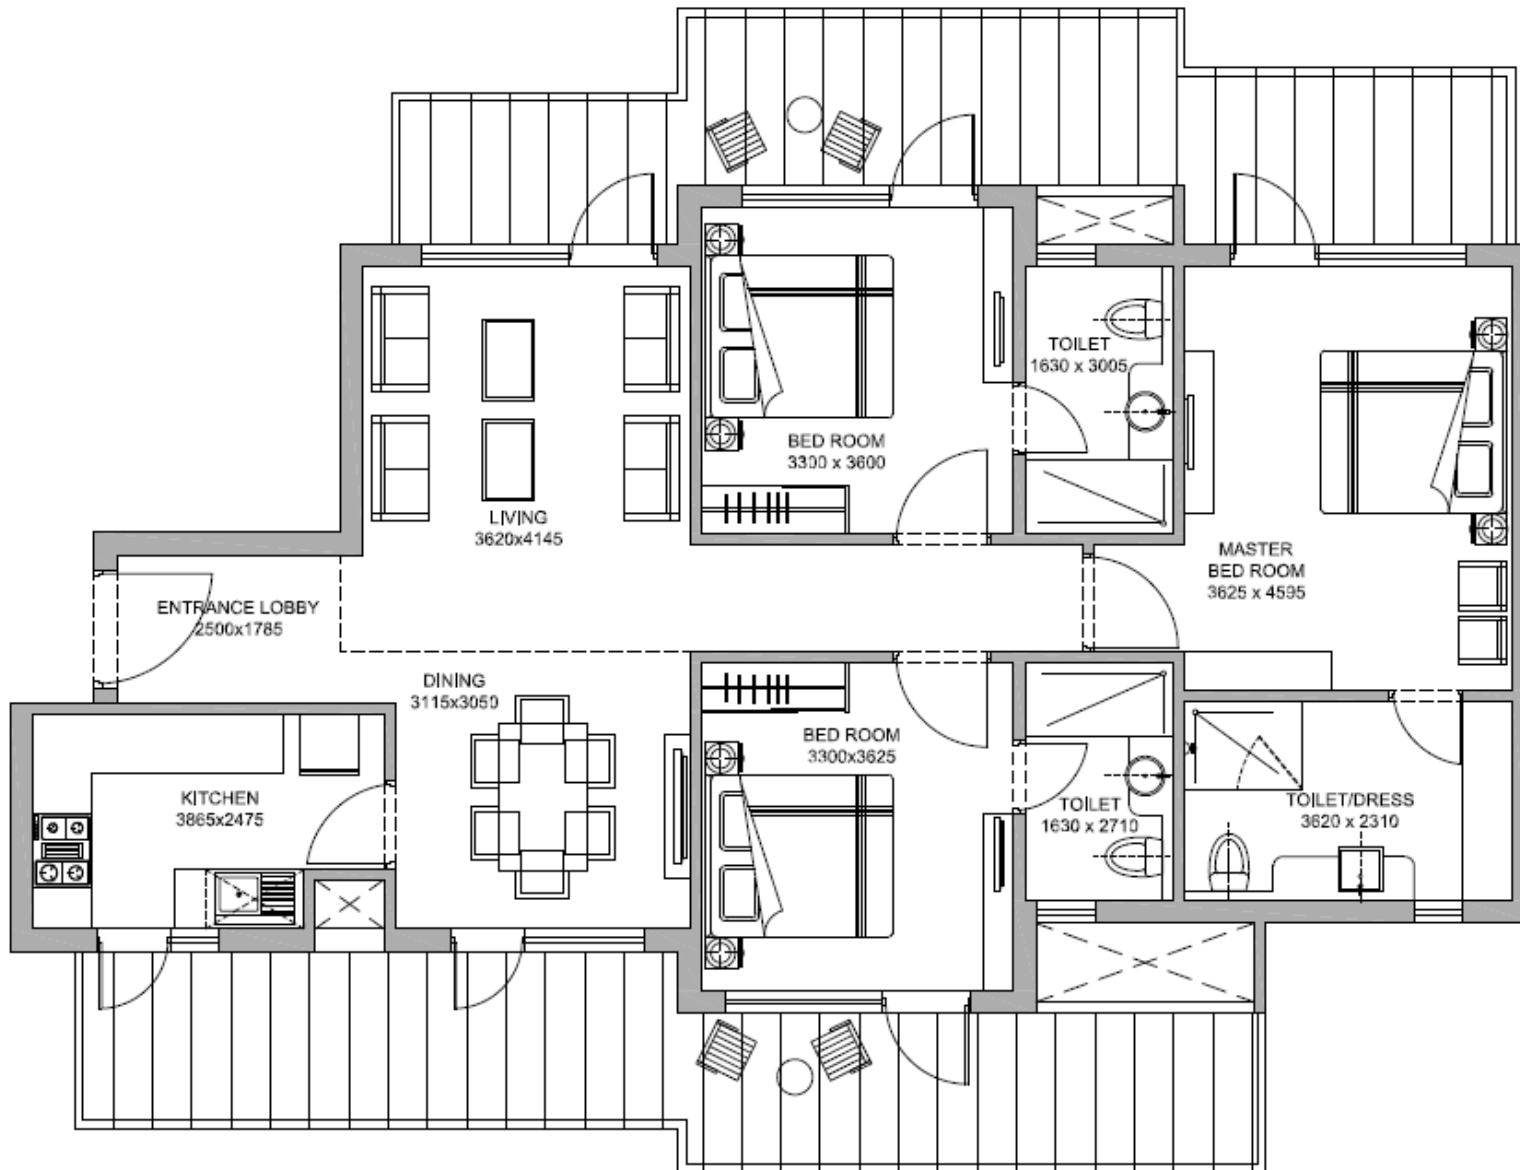 TOILET
1630 x 3005
BED ROOM
3300 x 3600
LIVING
3620x4145
MASTER
BED ROOM
3625 x 4595
ENTRANCE LOBBY
2500x1785
DINING
3115x3050
BED ROOM
3300x3625
KITCHEN
3865x2475
TOILET
1630 x 2710
TOILET/DRESS
3620 x 2310